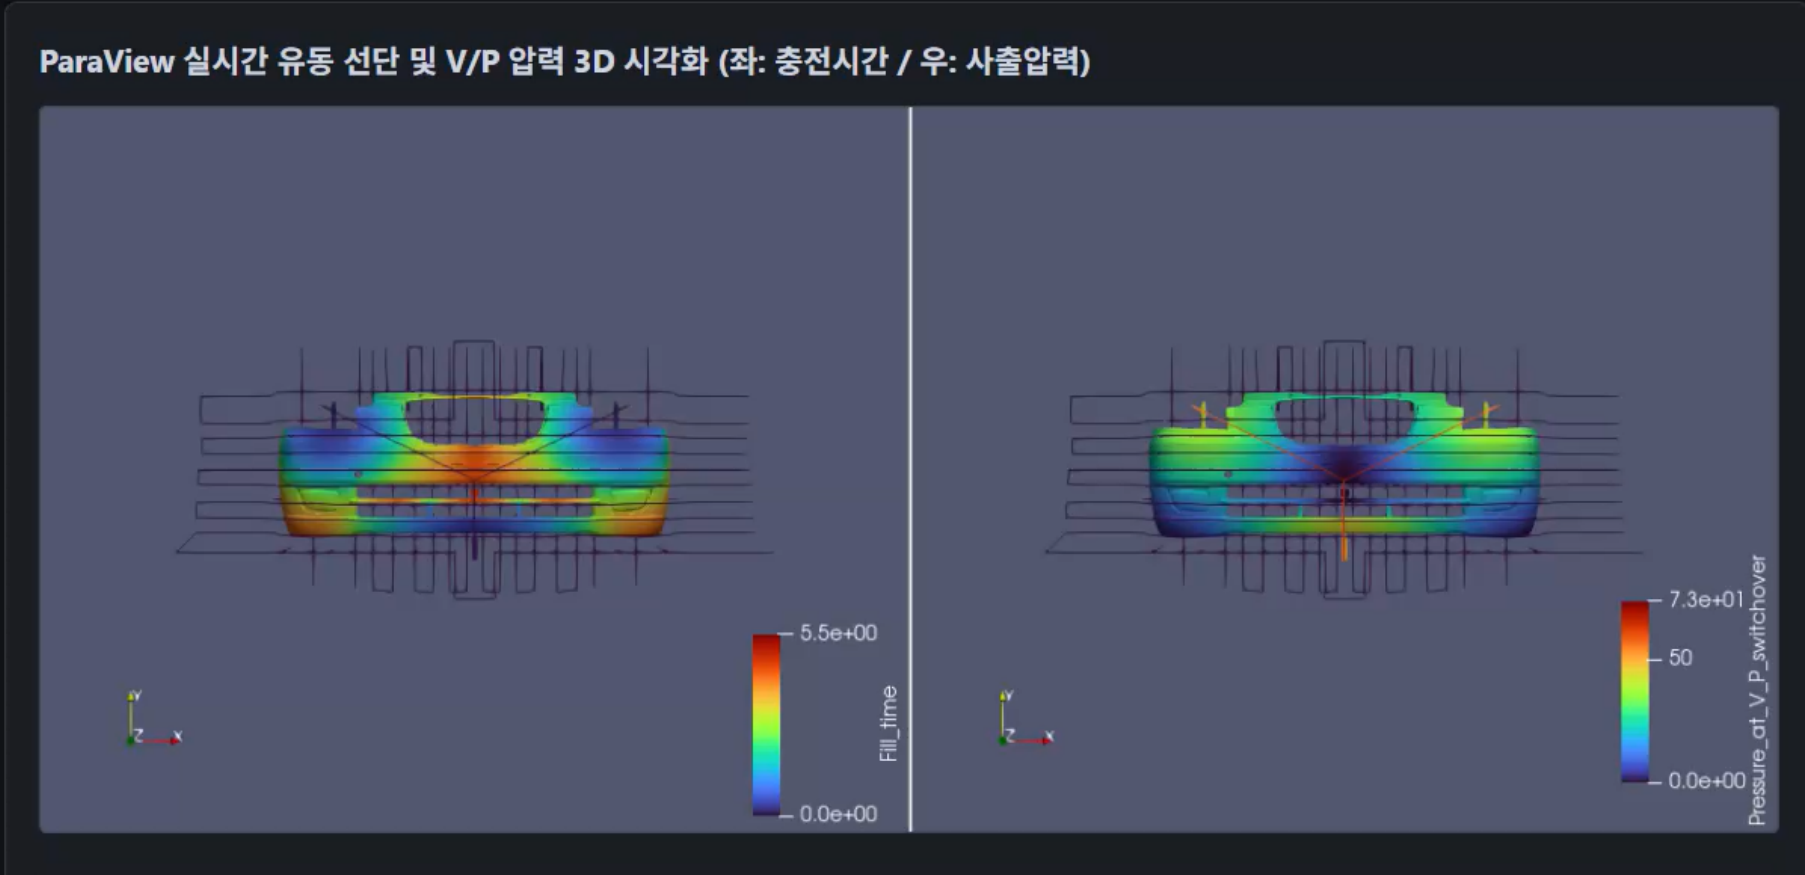 ParaView 실시간 유동 선단 및 V/P 압력 3D 시각화 (좌: 충전시간 / 우: 사출압력)
5.5e+00
0.0e+00
Fill_time
Y
Z
X
7.3e+01
50
0.0e+00
Pressure_at_V_P_switchover
Y
Z
X